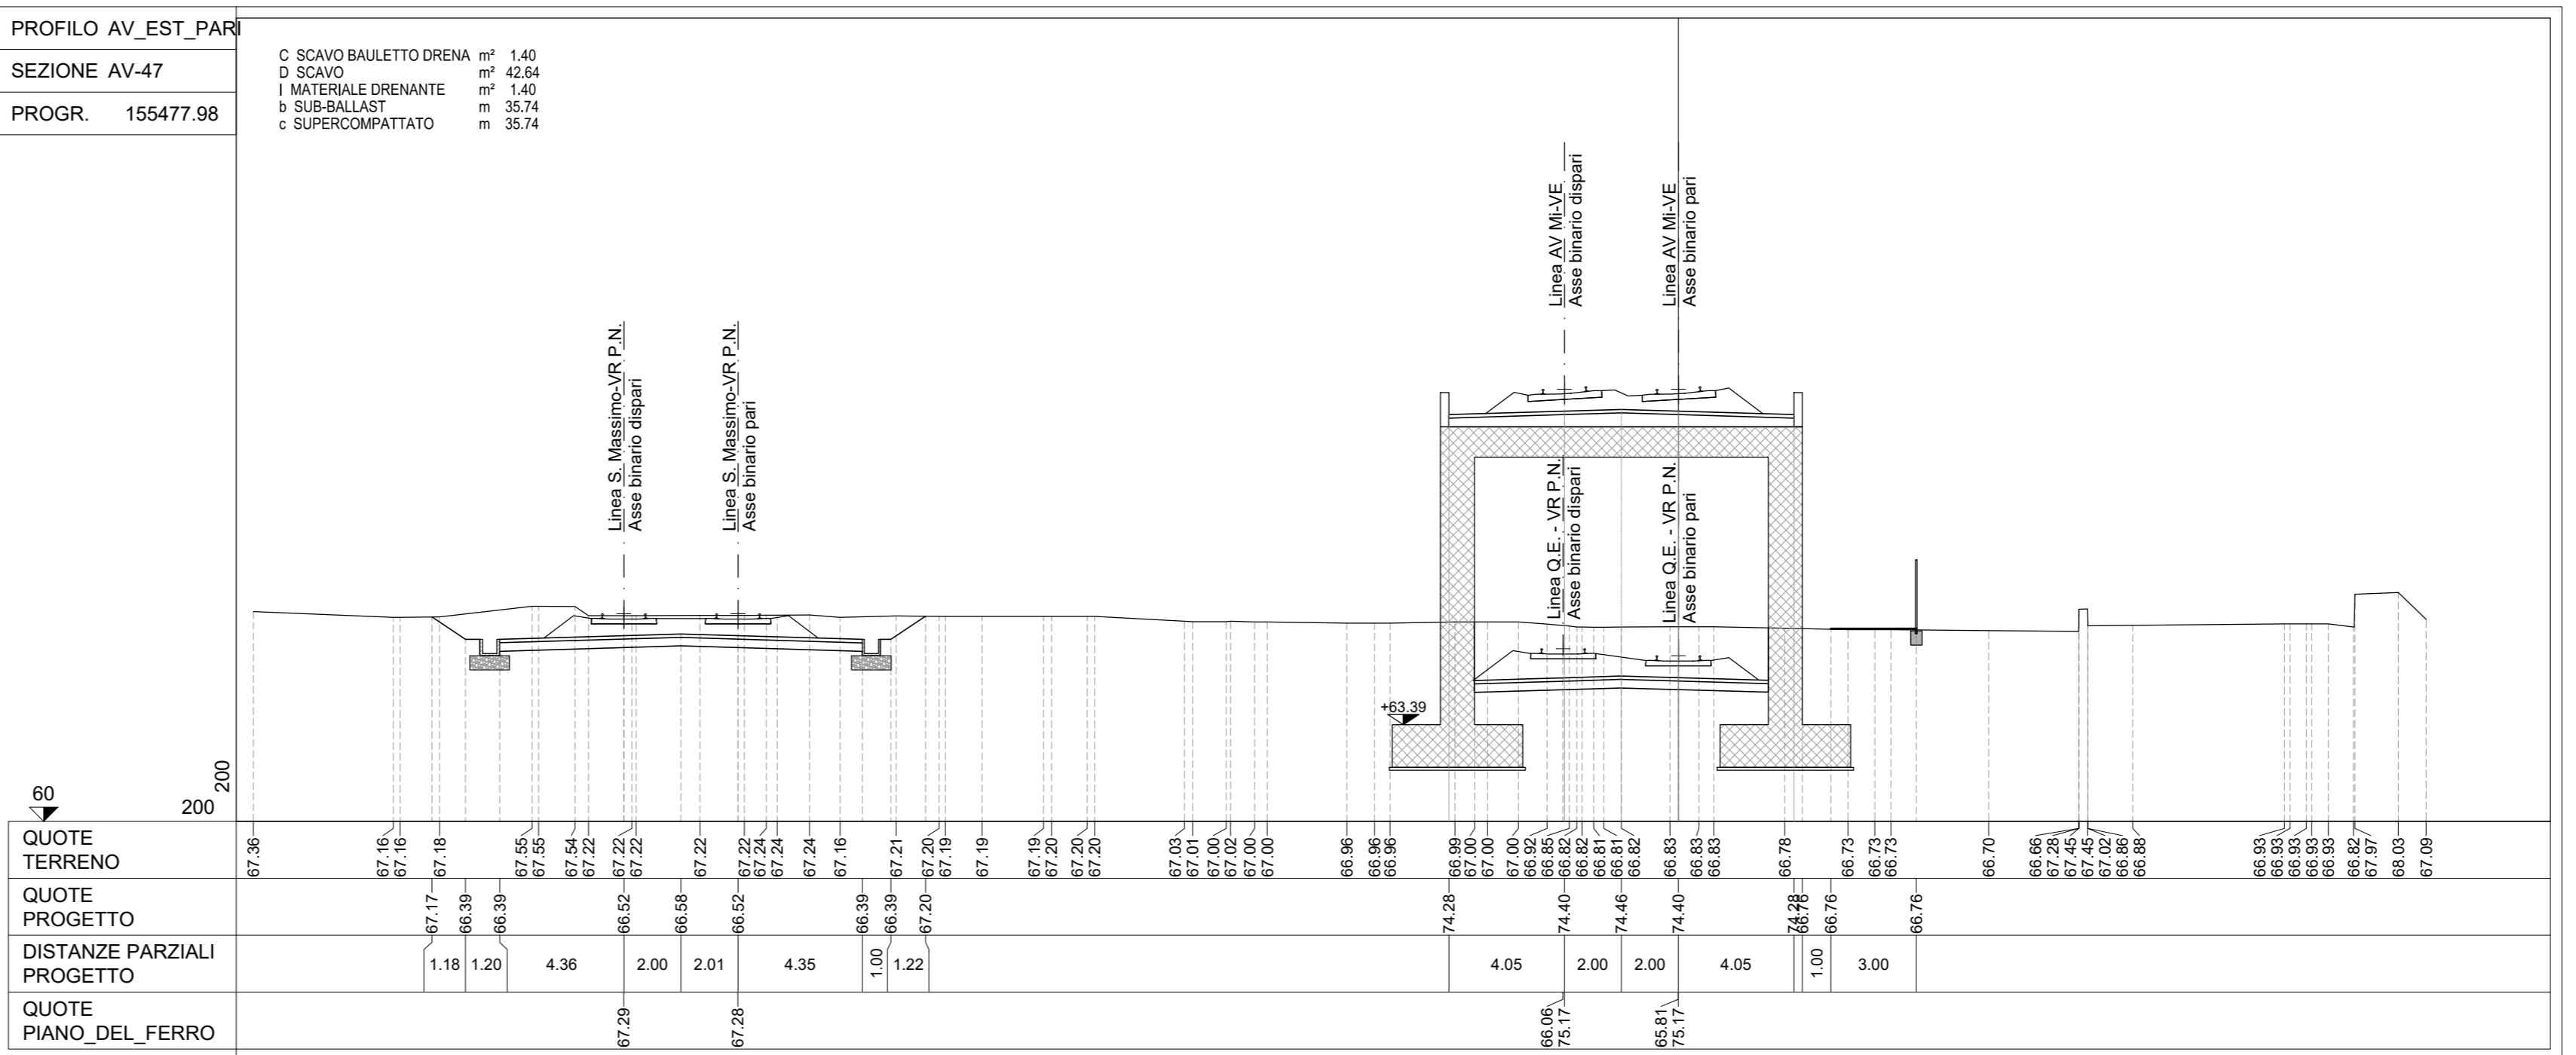 PROFILO AV_EST_PARI
SEZIONE AV-47
PROGR. 155477.98
C SCAVO BAULETTO DRENA m² 1.40
D SCAVO m² 42.64
I MATERIALE DRENANTE m² 1.40
b SUB-BALLAST m 35.74
c SUPERCOMPATTATO m 35.74
Linea S. Massimo-VR P.N.
Asse binario dispari
Linea S. Massimo-VR P.N.
Asse binario pari
Linea AV Mi-VE
Asse binario dispari
Linea AV Mi-VE
Asse binario pari
Linea Q.E. - VR P.N.
Asse binario dispari
Linea Q.E. - VR P.N.
Asse binario pari
+63.39
60
200
200
QUOTE
TERRENO
67.36 67.16 67.16 67.18 67.55 67.55 67.54 67.22 67.22 67.22 67.22 67.22 67.24 67.24 67.24 67.16 67.21 67.20 67.19 67.19 67.19 67.20 67.20 67.20 67.03 67.01 67.00 67.02 67.00 67.00 66.96 66.96 66.96 66.99 67.00 67.00 67.00 66.92 66.85 66.82 66.82 66.81 66.81 66.82 66.83 66.83 66.83 66.78 66.73 66.73 66.73 66.70 66.66 67.28 67.45 67.45 67.02 66.86 66.88 66.93 66.93 66.93 66.93 66.93 66.82 67.97 68.03 67.09
QUOTE
PROGETTO
67.17 66.39 66.39 66.52 66.58 66.52 66.39 66.39 67.20 74.28 74.40 74.46 74.40 74.28 66.76 66.76 66.76
DISTANZE PARZIALI
PROGETTO
1.18 1.20 4.36 2.00 2.01 4.35 1.00 1.22 4.05 2.00 2.00 4.05 1.00 3.00
QUOTE
PIANO_DEL_FERRO
67.29 67.28 66.06 75.17 65.81 75.17